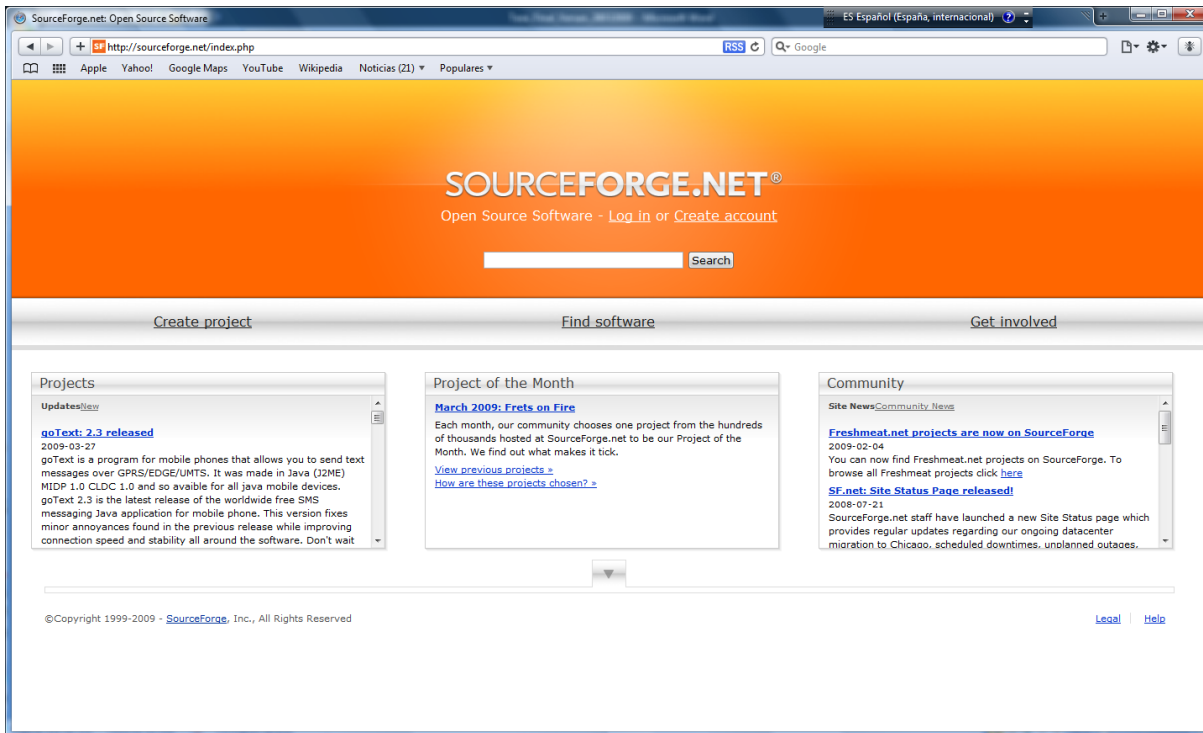 SourceForge.net: Open Source Software
ES Español (España, internacional)
http://sourceforge.net/index.php
RSS
Google
Apple Yahoo! Google Maps YouTube Wikipedia Noticias (21) Populares
SOURCEFORGE.NET®
Open Source Software - Log in or Create account
Search
Create project
Find software
Get involved
Projects
UpdatesNew
goText: 2.3 released
2009-03-27
goText is a program for mobile phones that allows you to send text
messages over GPRS/EDGE/UMTS. It was made in Java (J2ME)
MIDP 1.0 CLDC 1.0 and so avaible for all java mobile devices.
goText 2.3 is the latest release of the worldwide free SMS
messaging Java application for mobile phone. This version fixes
minor annoyances found in the previous release while improving
connection speed and stability all around the software. Don't wait
Project of the Month
March 2009: Frets on Fire
Each month, our community chooses one project from the hundreds
of thousands hosted at SourceForge.net to be our Project of the
Month. We find out what makes it tick.
View previous projects »
How are these projects chosen? »
Community
Site NewsCommunity News
Freshmeat.net projects are now on SourceForge
2009-02-04
You can now find Freshmeat.net projects on SourceForge. To
browse all Freshmeat projects click here
SF.net: Site Status Page released!
2008-07-21
SourceForge.net staff have launched a new Site Status page which
provides regular updates regarding our ongoing datacenter
migration to Chicago, scheduled downtimes, unplanned outages,
©Copyright 1999-2009 - SourceForge, Inc., All Rights Reserved
Legal Help